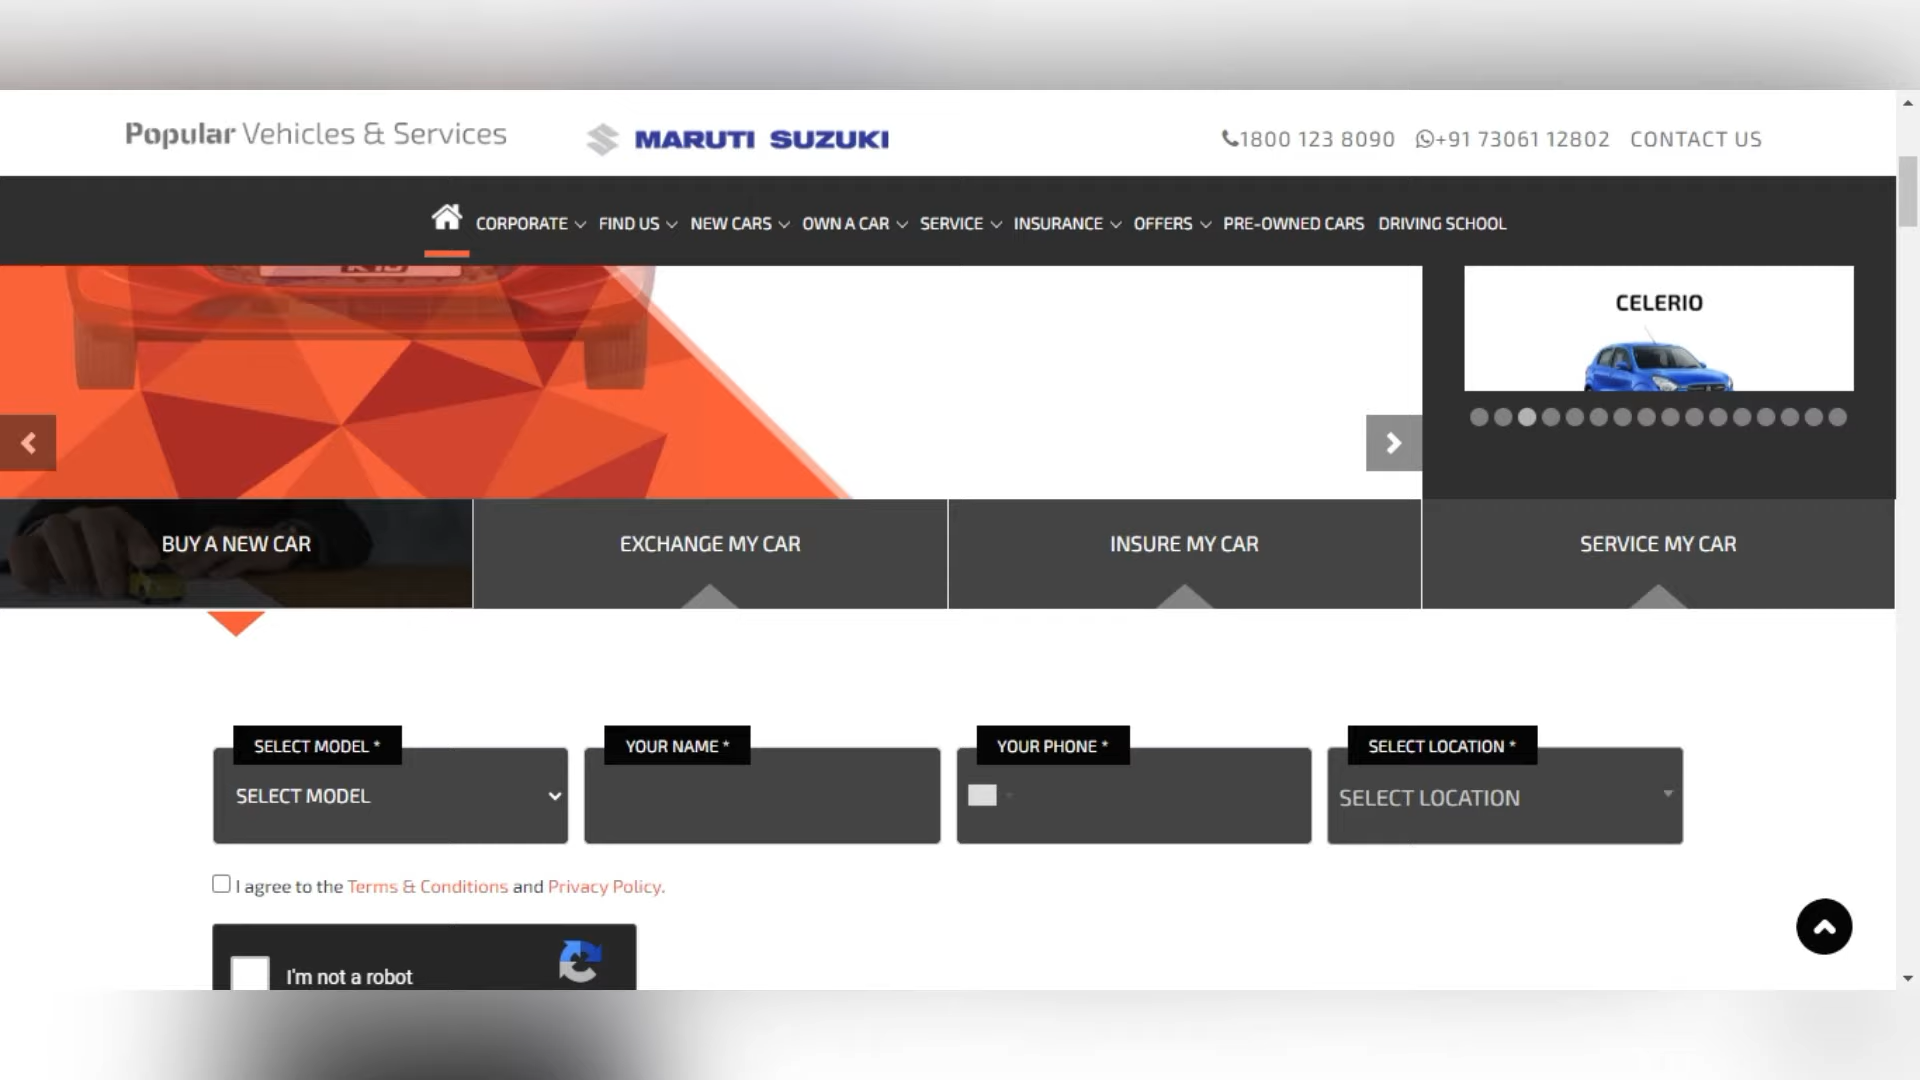 Popular Vehicles & Services
MARUTI SUZUKI
1800 123 8090 +91 73061 12802 CONTACT US
CORPORATE FIND US NEW CARS OWN A CAR SERVICE INSURANCE OFFERS PRE-OWNED CARS DRIVING SCHOOL
CELERIO
BUY A NEW CAR EXCHANGE MY CAR INSURE MY CAR SERVICE MY CAR
SELECT MODEL * YOUR NAME * YOUR PHONE * SELECT LOCATION *
SELECT MODEL SELECT LOCATION
I agree to the Terms & Conditions and Privacy Policy.
I'm not a robot